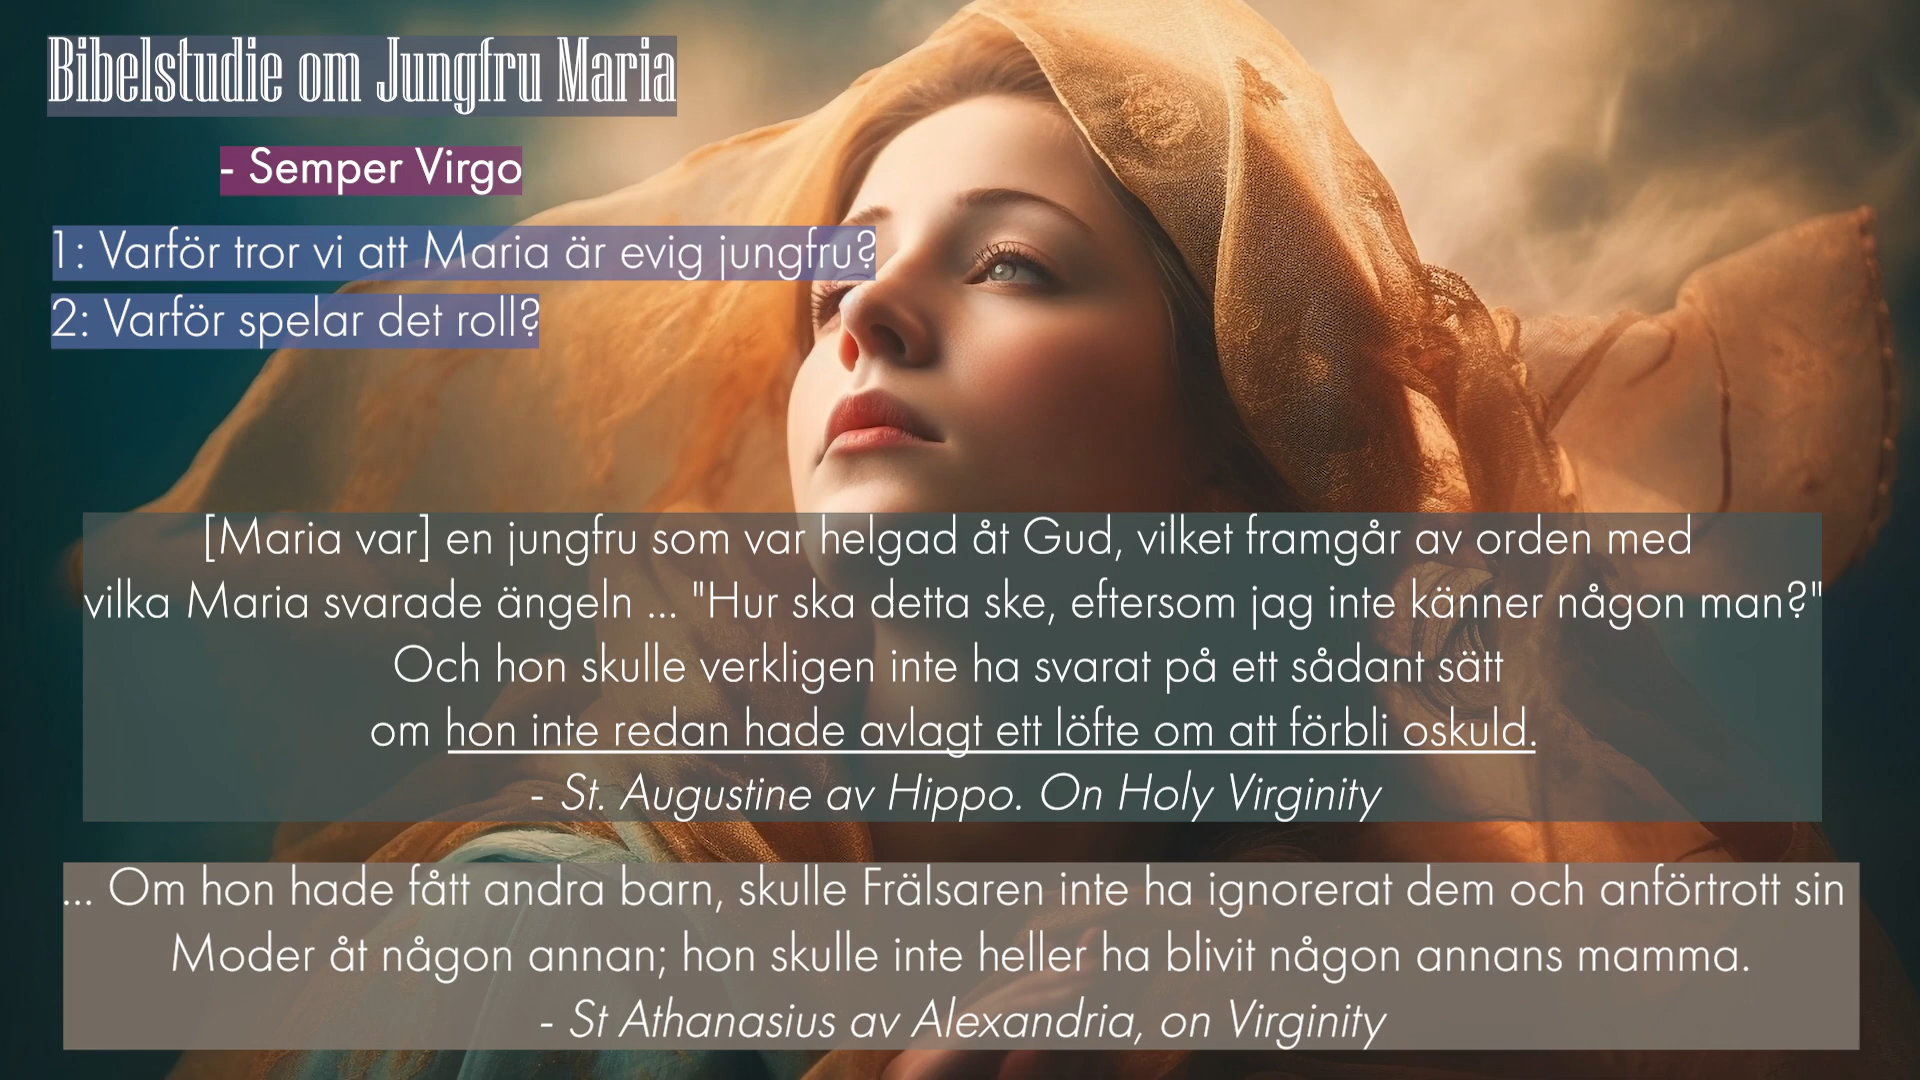 Bibelstudie om Jungfru Maria
- Semper Virgo
1: Varför tror vi att Maria är evig jungfru?
2: Varför spelar det roll?
[Maria var] en jungfru som var helgad åt Gud, vilket framgår av orden med
vilka Maria svarade ängeln ... "Hur ska detta ske, eftersom jag inte känner någon man?"
Och hon skulle verkligen inte ha svarat på ett sådant sätt
om hon inte redan hade avlagt ett löfte om att förbli oskuld.
- St. Augustine av Hippo. On Holy Virginity
... Om hon hade fått andra barn, skulle Frälsaren inte ha ignorerat dem och anförtrott sin
Moder åt någon annan; hon skulle inte heller ha blivit någon annans mamma.
- St Athanasius av Alexandria, on Virginity